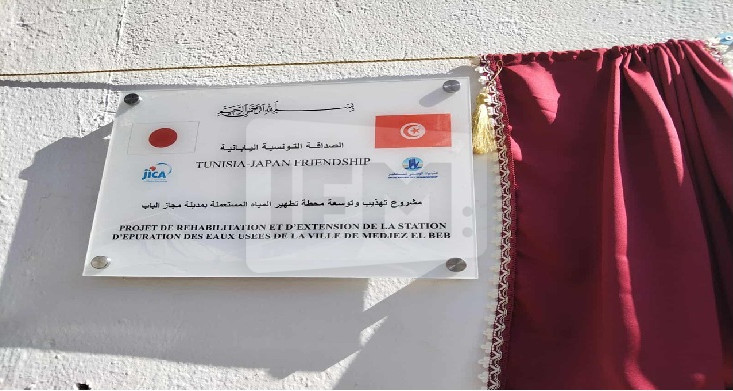 بسم الله الرحمن الرحيم
الصداقة التونسية اليابانية
TUNISIA-JAPAN FRIENDSHIP
JICA
مشروع تهذيب وتوسعة محطة تطهير المياه المستعملة بمدينة مجاز الباب
PROJET DE REHABILITATION ET D'EXTENSION DE LA STATION
D'EPURATION DES EAUX USEES DE LA VILLE DE MEDJEZ EL BEB
IFM